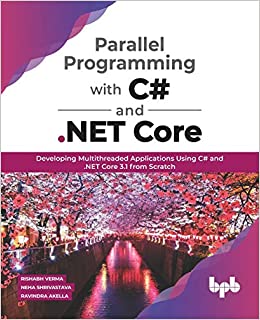 Parallel
Programming
with C#
and
.NET Core
Developing Multithreaded Applications Using C# and
.NET Core 3.1 from Scratch
RISHABH VERMA
NEHA SHRIVASTAVA
RAVINDRA AKELLA
bpb